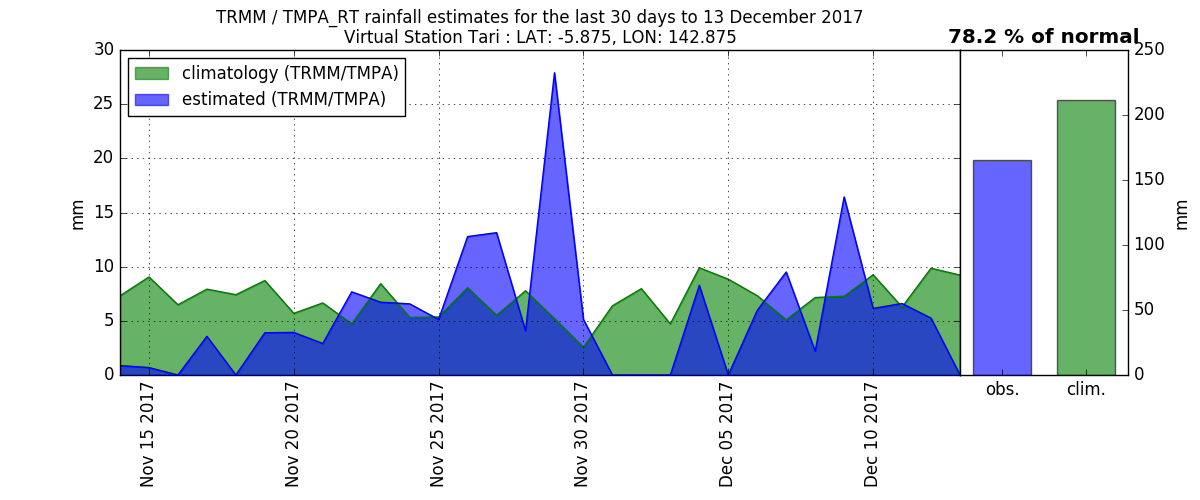 TRMM / TMPA_RT rainfall estimates for the last 30 days to 13 December 2017
Virtual Station Tari : LAT: -5.875, LON: 142.875
78.2 % of normal
climatology (TRMM/TMPA)
estimated (TRMM/TMPA)
mm
30
25
20
15
10
5
0
Nov 15 2017
Nov 20 2017
Nov 25 2017
Nov 30 2017
Dec 05 2017
Dec 10 2017
250
200
150
100
50
0
mm
obs.
clim.